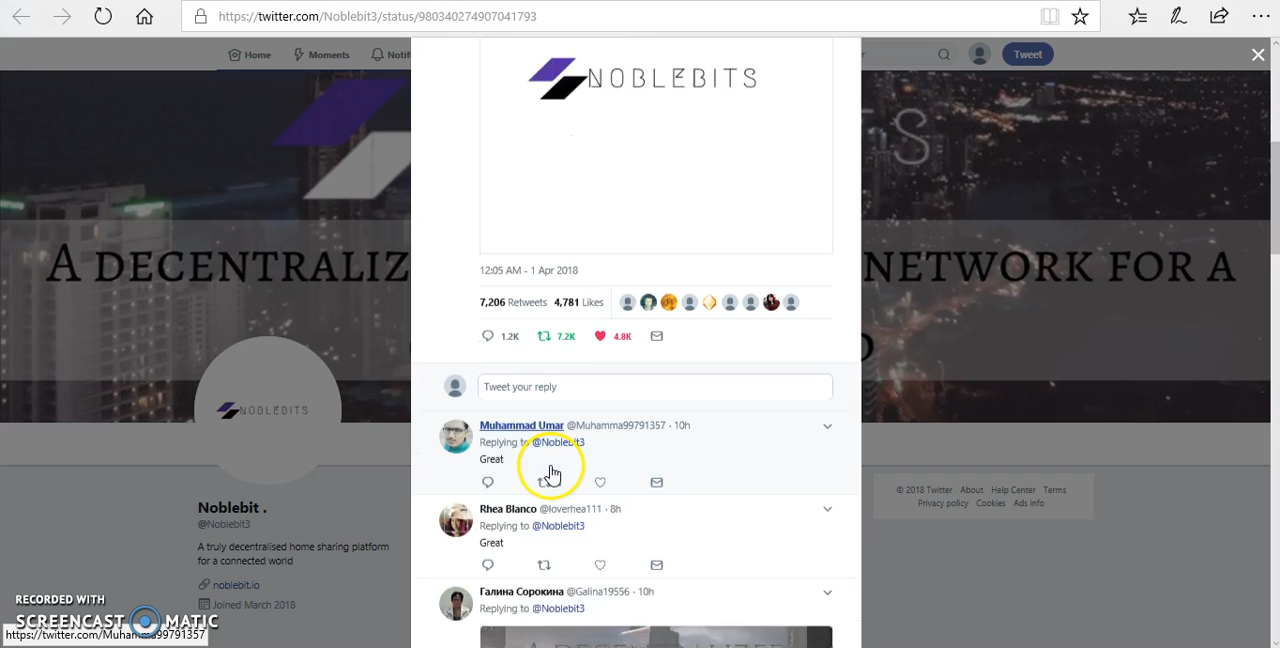 https://twitter.com/Noblebit3/status/980340274907041793
Home
Moments
Notif
Tweet
NOBLEBITS
A DECENTRALIZ
NETWORK FOR A
12:05 AM - 1 Apr 2018
7,206 Retweets 4,781 Likes
1.2K 7.2K 4.8K
Tweet your reply
Muhammad Umar @Muhamma99791357 · 10h
Replying to @Noblebit3
Great
Rhea Blanco @loverhea111 · 8h
Replying to @Noblebit3
Great
Галина Сорокина @Galina19556 · 10h
Replying to @Noblebit3
A DECENTRALIZE
NOBLEBITS
Noblebit .
@Noblebit3
A truly decentralised home sharing platform
for a connected world
noblebit.io
Joined March 2018
© 2018 Twitter About Help Center Terms
Privacy policy Cookies Ads info
RECORDED WITH
SCREENCAST MATIC
https://twitter.com/Muhamma99791357